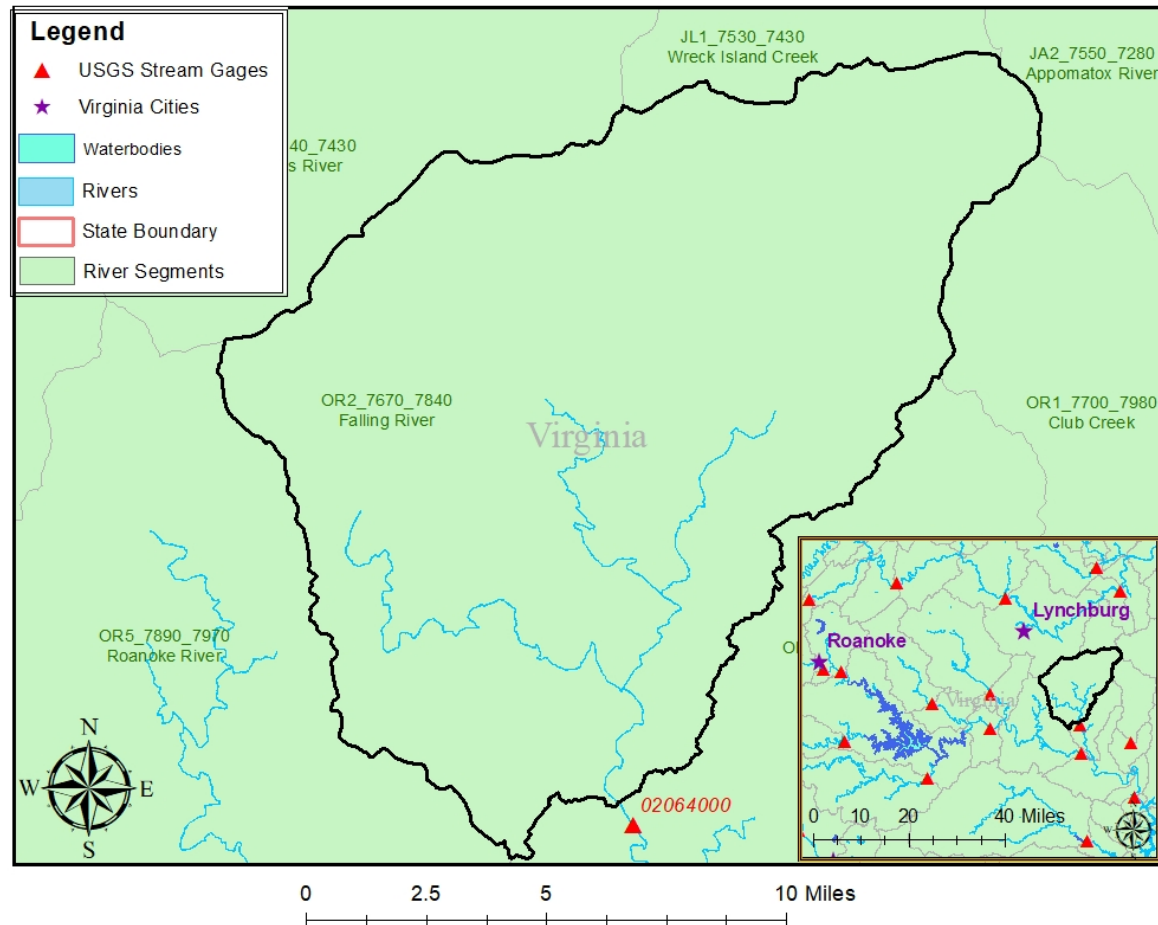 Legend
USGS Stream Gages
Virginia Cities
Waterbodies
Rivers
State Boundary
River Segments
JL1_7530_7430
Wreck Island Creek
JA2_7550_7280
Appomatox River
40_7430
s River
OR2_7670_7840
Falling River
Virginia
OR1_7700_7980
Club Creek
OR5_7890_7970
Roanoke River
02064000
N
W
E
S
Lynchburg
Roanoke
Virginia
0 10 20 40 Miles
0 2.5 5 10 Miles